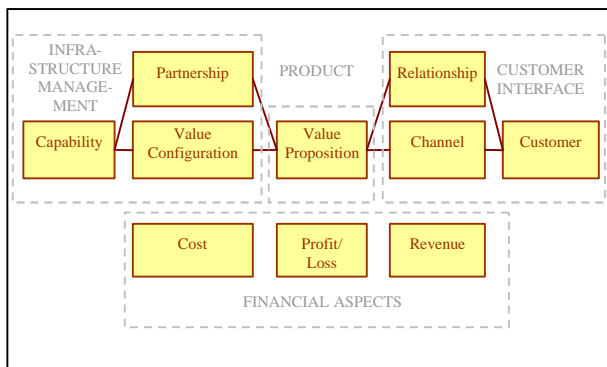 INFRA-
STRUCTURE
MANAGE-
MENT
Partnership
Capability
Value
Configuration
PRODUCT
Value
Proposition
Relationship
CUSTOMER
INTERFACE
Channel
Customer
Cost
Profit/
Loss
Revenue
FINANCIAL ASPECTS